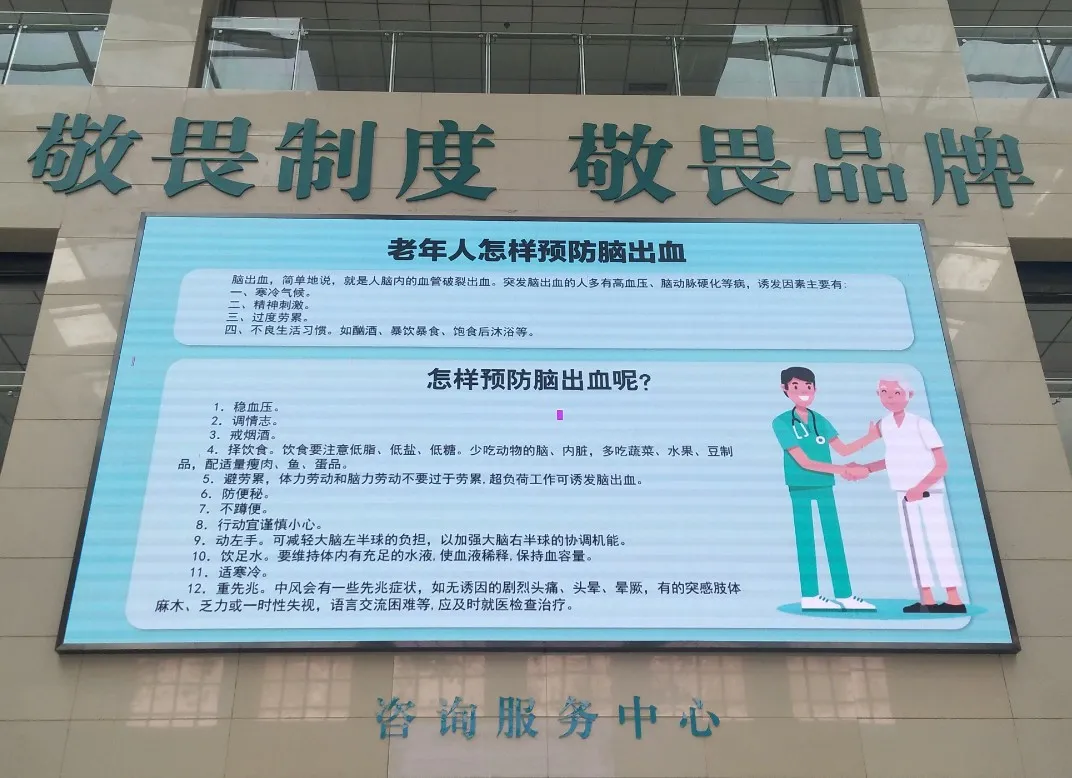 敬畏制度 敬畏品牌
老年人怎样预防脑出血
脑出血，简单地说，就是人脑内的血管破裂出血。突发脑出血的人多有高血压、脑动脉硬化等病，诱发因素主要有：
一、寒冷气候。
二、精神刺激。
三、过度劳累。
四、不良生活习惯。如酗酒、暴饮暴食、饱食后沐浴等。
怎样预防脑出血呢?
1. 稳血压。
2. 调情志。
3. 戒烟酒。
4. 择饮食。饮食要注意低脂、低盐、低糖。少吃动物的脑、内脏，多吃蔬菜、水果、豆制
品，配适量瘦肉、鱼、蛋品。
5. 避劳累，体力劳动和脑力劳动不要过于劳累,超负荷工作可诱发脑出血。
6. 防便秘。
7. 不蹲便。
8. 行动宜谨慎小心。
9. 动左手。可减轻大脑左半球的负担，以加强大脑右半球的协调机能。
10. 饮足水。要维持体内有充足的水液,使血液稀释,保持血容量。
11. 适寒冷。
12. 重先兆。中风会有一些先兆症状，如无诱因的剧烈头痛、头晕、晕厥，有的突感肢体
麻木、乏力或一时性失视，语言交流困难等,应及时就医检查治疗。
咨询服务中心